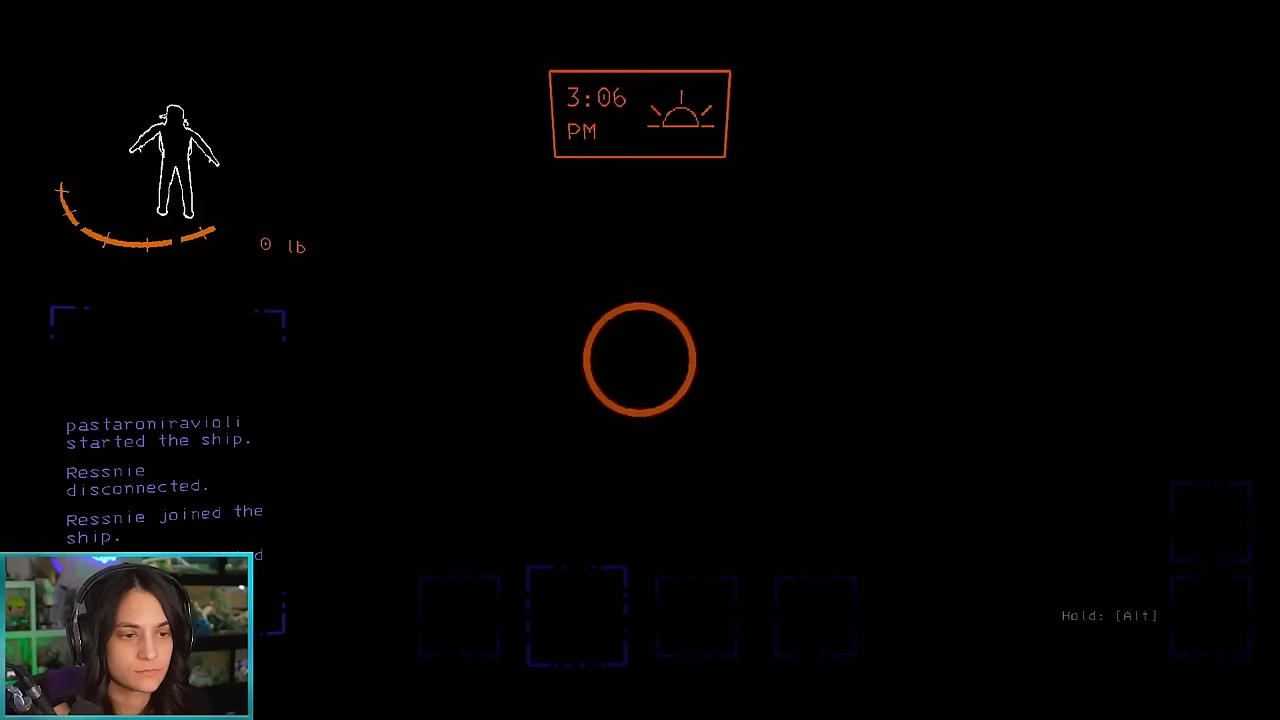 3:06
PM
0 lb
pastaroniravioli
started the ship.
Ressnie
disconnected.
Ressnie joined the
ship.
Hold: [Alt]